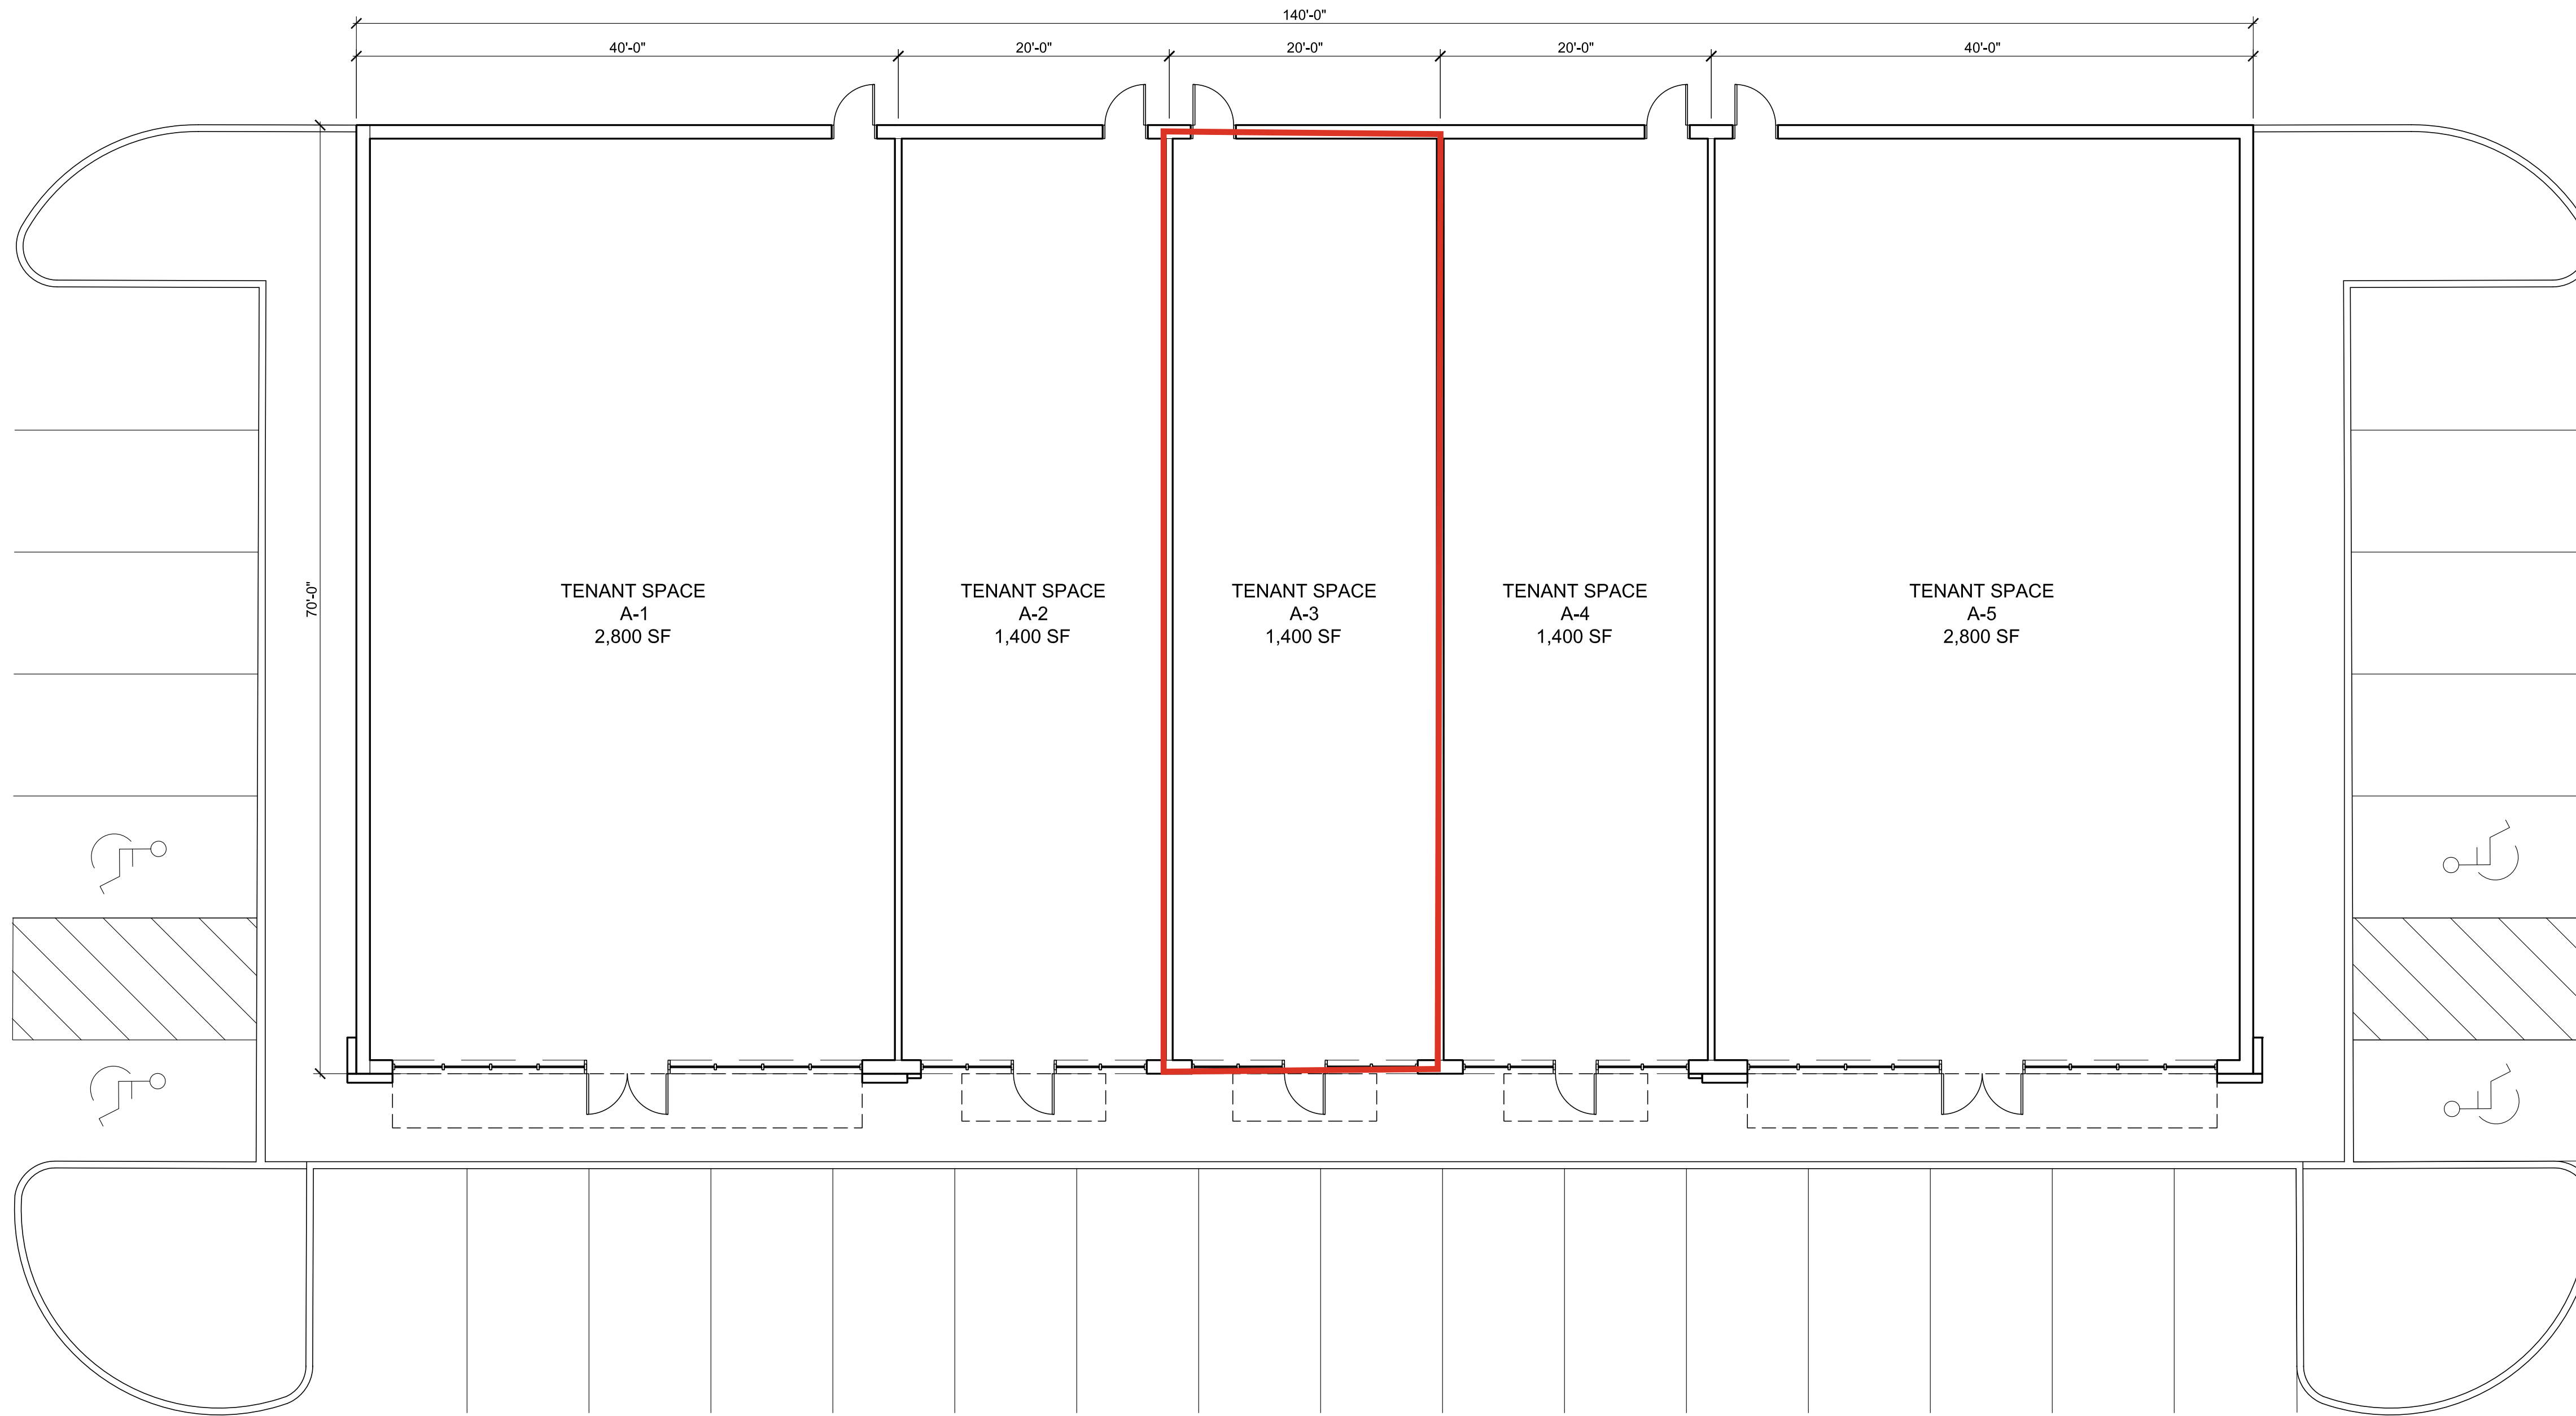 140'-0"
40'-0"
20'-0"
20'-0"
20'-0"
40'-0"
70'-0"
TENANT SPACE
A-1
2,800 SF
TENANT SPACE
A-2
1,400 SF
TENANT SPACE
A-3
1,400 SF
TENANT SPACE
A-4
1,400 SF
TENANT SPACE
A-5
2,800 SF